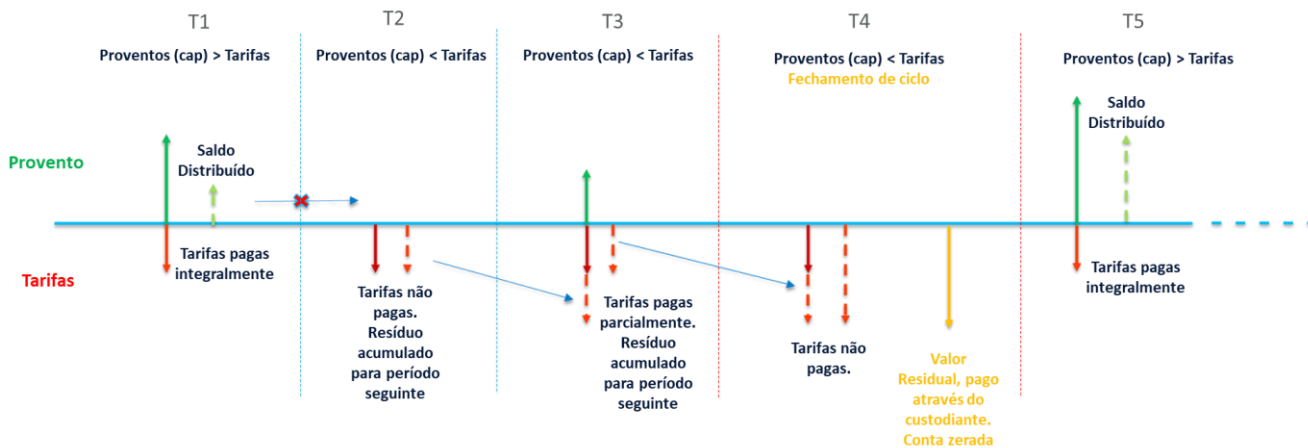 T1
T2
T3
T4
T5
Proventos (cap) > Tarifas
Proventos (cap) < Tarifas
Proventos (cap) < Tarifas
Proventos (cap) < Tarifas
Fechamento de ciclo
Proventos (cap) > Tarifas
Provento
Saldo
Distribuído
Saldo
Distribuído
Tarifas
Tarifas pagas
integralmente
Tarifas não
pagas.
Resíduo
acumulado
para período
seguinte
Tarifas pagas
parcialmente.
Resíduo
acumulado
para período
seguinte
Tarifas não
pagas.
Valor
Residual, pago
através do
custodiante.
Conta zerada
Tarifas pagas
integralmente